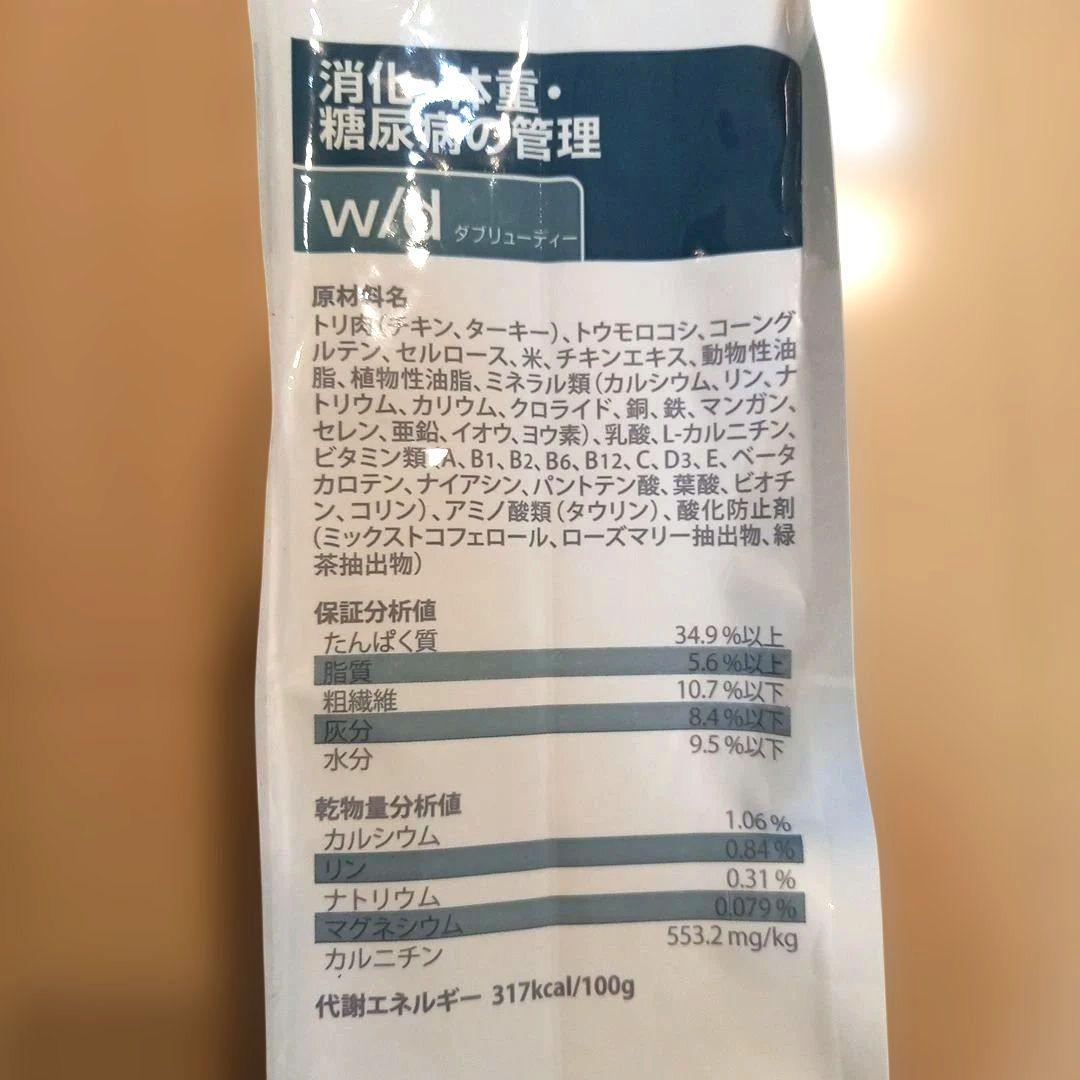 消化・体重・
糖尿病の管理
w/d ダブリューディー
原材料名
トリ肉(チキン、ターキー)、トウモロコシ、コーング
ルテン、セルロース、米、チキンエキス、動物性油
脂、植物性油脂、ミネラル類(カルシウム、リン、ナ
トリウム、カリウム、クロライド、銅、鉄、マンガン、
セレン、亜鉛、イオウ、ヨウ素)、乳酸、L-カルニチン、
ビタミン類(A、B1、B2、B6、B12、C、D3、E、ベータ
カロテン、ナイアシン、パントテン酸、葉酸、ビオチ
ン、コリン)、アミノ酸類(タウリン)、酸化防止剤
(ミックストコフェロール、ローズマリー抽出物、緑
茶抽出物)
保証分析値
たんぱく質 34.9%以上
脂質 5.6%以上
粗繊維 10.7%以下
灰分 8.4%以下
水分 9.5%以下
乾物量分析値
カルシウム 1.06%
リン 0.84%
ナトリウム 0.31%
マグネシウム 0.079%
カルニチン 553.2mg/kg
代謝エネルギー 317kcal/100g